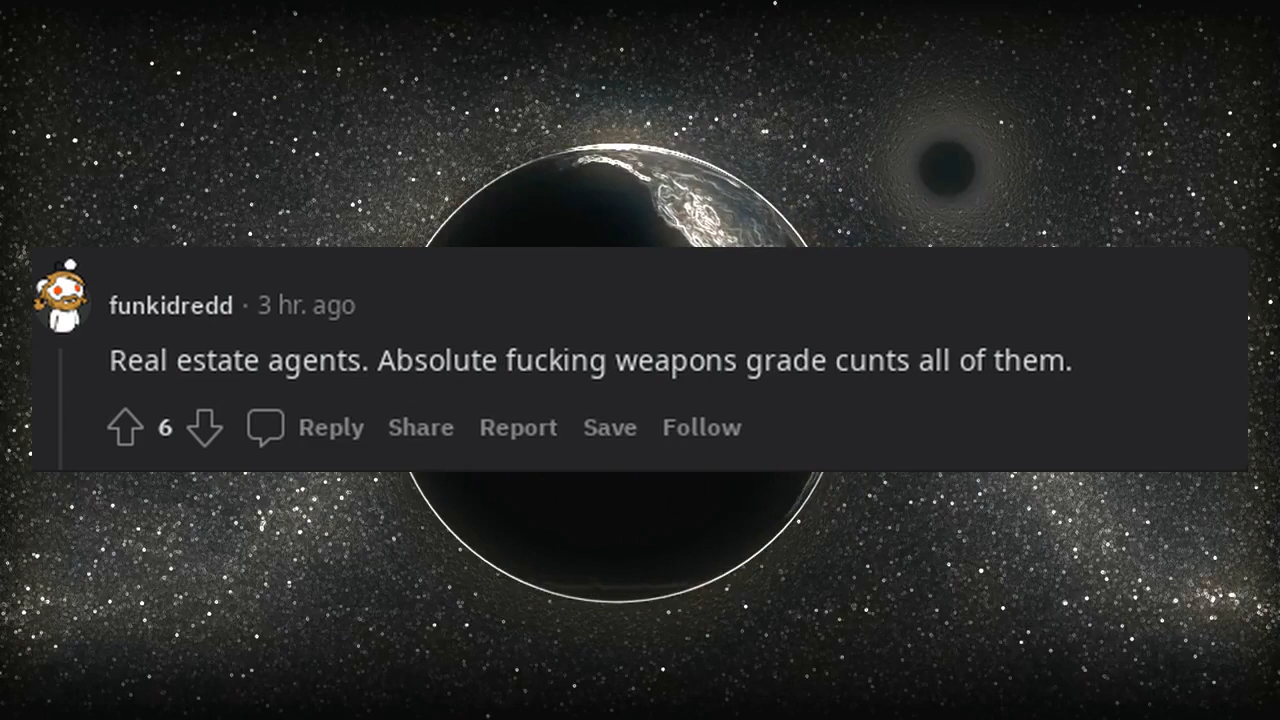 funkidredd · 3 hr. ago
Real estate agents. Absolute fucking weapons grade cunts all of them.
6 Reply Share Report Save Follow